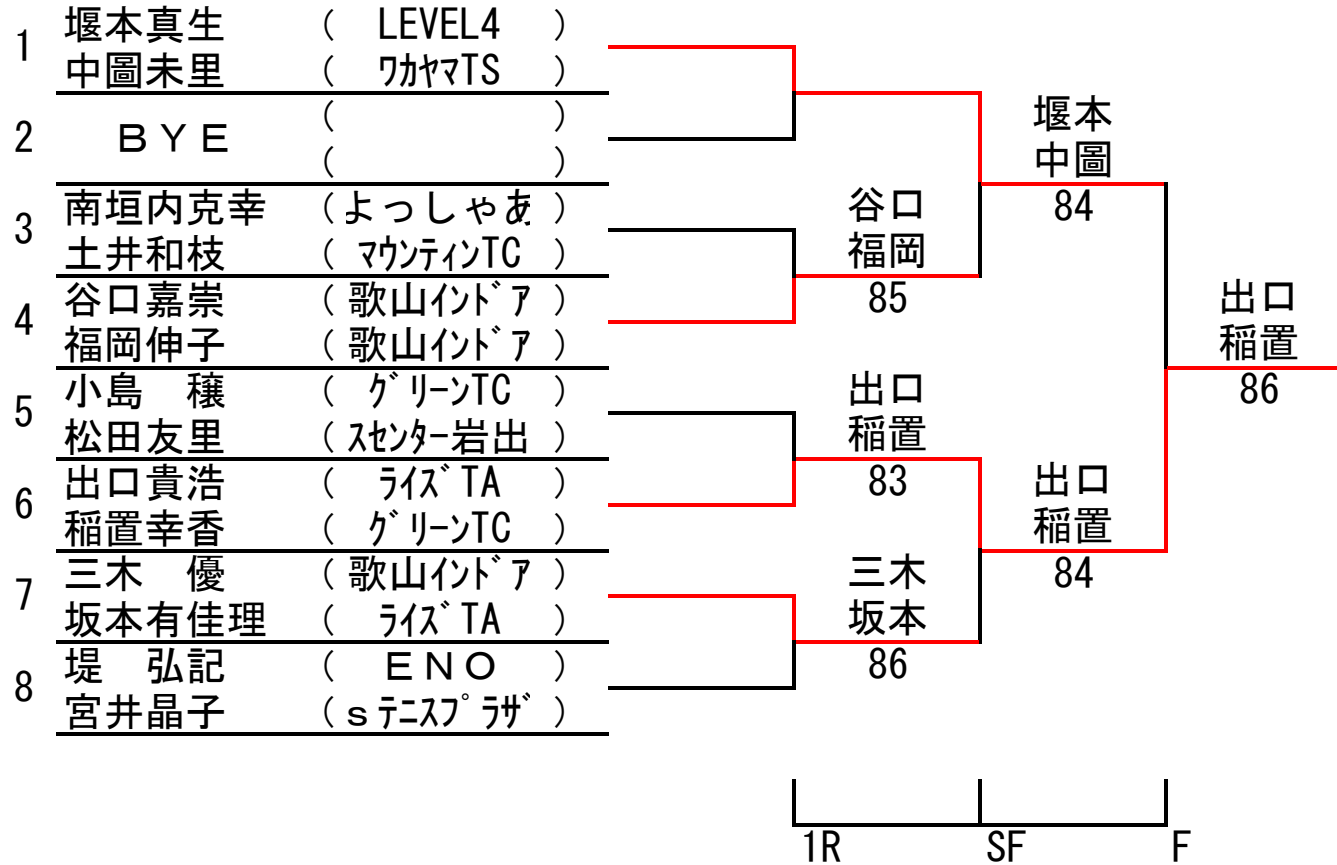 1 堰本真生 ( LEVEL4 )
中圖未里 ( ﾜｶﾔﾏTS )
2 ＢＹＥ ( )
( )
3 南垣内克幸 ( よっしゃあ )
土井和枝 ( ﾏｳﾝﾃｨﾝTC )
4 谷口嘉崇 ( 歌山ｲﾝﾄﾞｱ )
福岡伸子 ( 歌山ｲﾝﾄﾞｱ )
5 小島　穣 ( ｸﾞﾘｰﾝTC )
松田友里 ( ｽｾﾝﾀｰ岩出 )
6 出口貴浩 ( ﾗｲｽﾞTA )
稲置幸香 ( ｸﾞﾘｰﾝTC )
7 三木　優 ( 歌山ｲﾝﾄﾞｱ )
坂本有佳理 ( ﾗｲｽﾞTA )
8 堤　弘記 ( ＥＮＯ )
宮井晶子 ( ｓﾃﾆｽﾌﾟﾗｻﾞ )
谷口
福岡
85
出口
稲置
83
三木
坂本
86
堰本
中圖
84
出口
稲置
84
出口
稲置
86
1R SF F